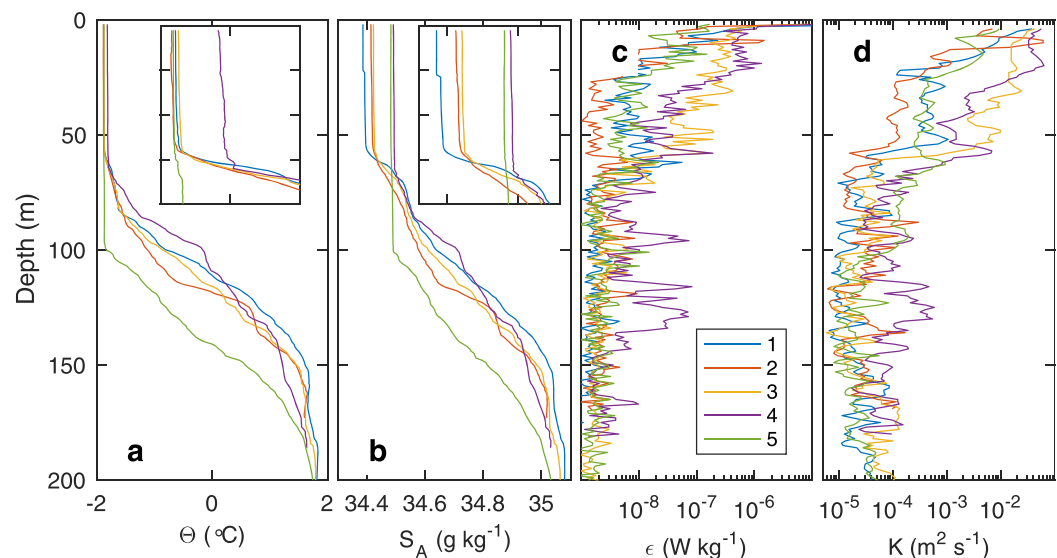 0
50
100
150
200
Depth (m)
a
b
c
d
1
2
3
4
5
-2
0
2
34.4
34.6
34.8
35
10⁻⁸
10⁻⁷
10⁻⁶
10⁻⁵
10⁻⁴
10⁻³
10⁻²
Θ (°C)
S_A (g kg⁻¹)
ϵ (W kg⁻¹)
K (m² s⁻¹)